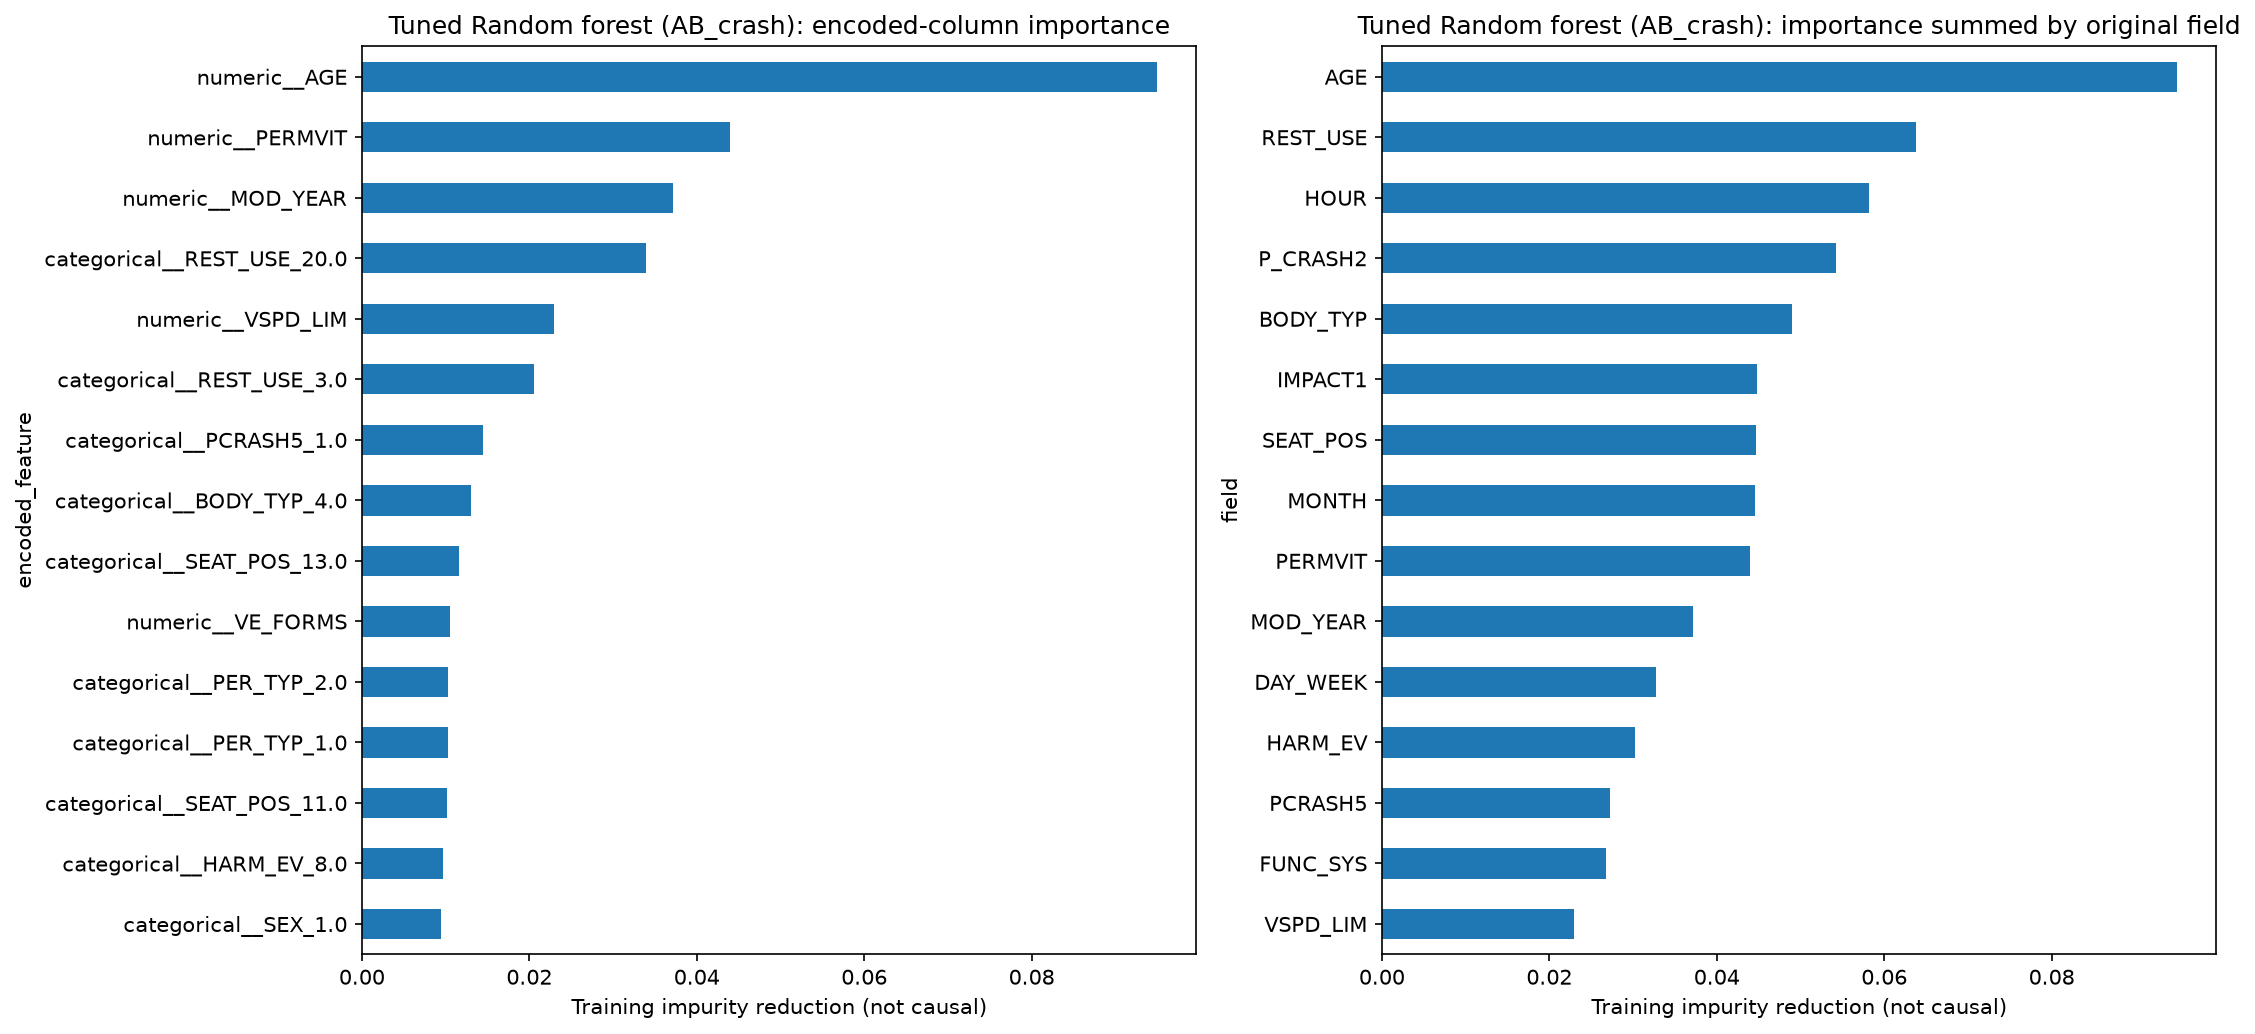 Tuned Random forest (AB_crash): encoded-column importance
encoded_feature
numeric__AGE
numeric__PERMVIT
numeric__MOD_YEAR
categorical__REST_USE_20.0
numeric__VSPD_LIM
categorical__REST_USE_3.0
categorical__PCRASH5_1.0
categorical__BODY_TYP_4.0
categorical__SEAT_POS_13.0
numeric__VE_FORMS
categorical__PER_TYP_2.0
categorical__PER_TYP_1.0
categorical__SEAT_POS_11.0
categorical__HARM_EV_8.0
categorical__SEX_1.0
0.00 0.02 0.04 0.06 0.08
Training impurity reduction (not causal)
Tuned Random forest (AB_crash): importance summed by original field
field
AGE
REST_USE
HOUR
P_CRASH2
BODY_TYP
IMPACT1
SEAT_POS
MONTH
PERMVIT
MOD_YEAR
DAY_WEEK
HARM_EV
PCRASH5
FUNC_SYS
VSPD_LIM
0.00 0.02 0.04 0.06 0.08
Training impurity reduction (not causal)